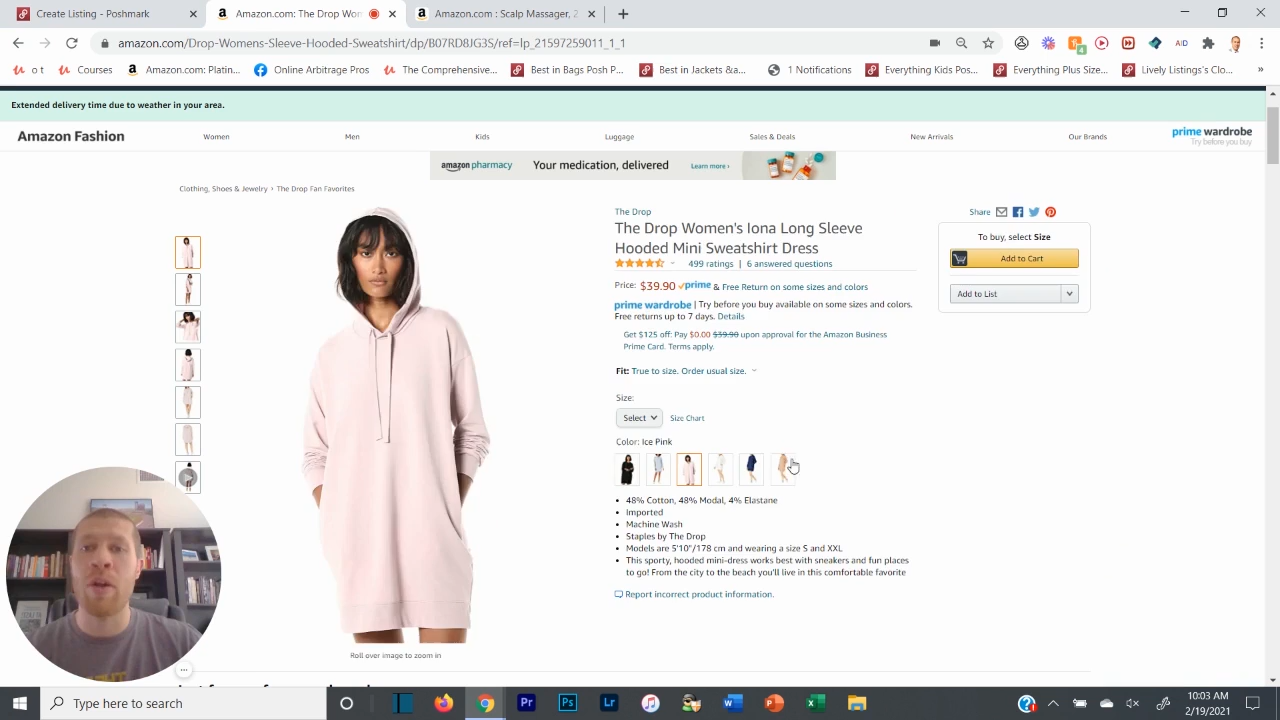 Create Listing - Poshmark
Amazon.com: The Drop Wom
Amazon.com : Scalp Massager, 2
amazon.com/Drop-Womens-Sleeve-Hooded-Sweatshirt/dp/B07RD8JG3S/ref=lp_21597259011_1_1
4
AID
o t
Courses
Amazon.com: Platin...
Online Arbitrage Pro...
The Comprehensive...
Best in Bags Posh P...
Best in Jackets &a...
1 Notifications
Everything Kids Pos...
Everything Plus Size...
Lively Listings's Clo...
»
Extended delivery time due to weather in your area.
Amazon Fashion
Women
Men
Kids
Luggage
Sales & Deals
New Arrivals
Our Brands
prime wardrobe
Try before you buy
amazon pharmacy
Your medication, delivered
Learn more ›
Clothing, Shoes & Jewelry › The Drop Fan Favorites
The Drop
The Drop Women's Iona Long Sleeve
Hooded Mini Sweatshirt Dress
499 ratings | 6 answered questions
Price: $39.90 prime & Free Return on some sizes and colors
prime wardrobe | Try before you buy available on some sizes and colors.
Free returns up to 7 days. Details
Get $125 off: Pay $0.00 $39.90 upon approval for the Amazon Business
Prime Card. Terms apply.
Fit: True to size. Order usual size.
Size:
Select
Size Chart
Color: Ice Pink
• 48% Cotton, 48% Modal, 4% Elastane
• Imported
• Machine Wash
• Staples by The Drop
• Models are 5'10"/178 cm and wearing a size S and XXL
• This sporty, hooded mini-dress works best with sneakers and fun places
to go! From the city to the beach you'll live in this comfortable favorite
Report incorrect product information.
Share
To buy, select Size
Add to Cart
Add to List
Roll over image to zoom in
...
Type here to search
Pr
Ps
Lr
10:03 AM
2/19/2021